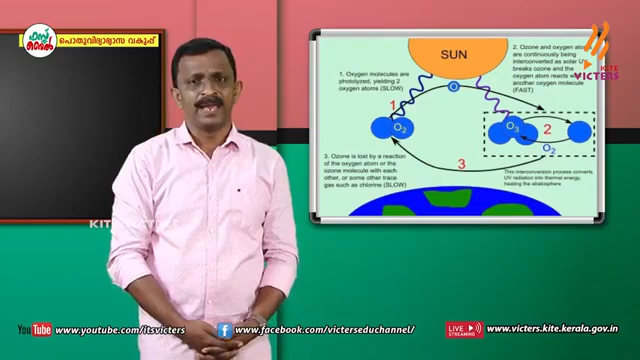 ഫസ്റ്റ്
ബെൽ
പൊതുവിദ്യാഭ്യാസ വകുപ്പ്
KITE
VICTERS
SUN
1. Oxygen molecules are
photolyzed, yielding 2
oxygen atoms (SLOW)
2. Ozone and oxygen atoms
are continuously being
interconverted as solar UV
breaks ozone and the
oxygen atom reacts with
another oxygen molecule
(FAST)
O
1
O2
O3
2
O2
3
3. Ozone is lost by a reaction
of the oxygen atom or the
ozone molecule with each
other, or some other trace
gas such as chlorine (SLOW)
This interconversion process converts
UV radiation into thermal energy,
heating the stratosphere.
KITE VICTERS
YouTube www.youtube.com/itsvicters
f www.facebook.com/victerseduchannel/
LIVE
STREAMING
www.victers.kite.kerala.gov.in